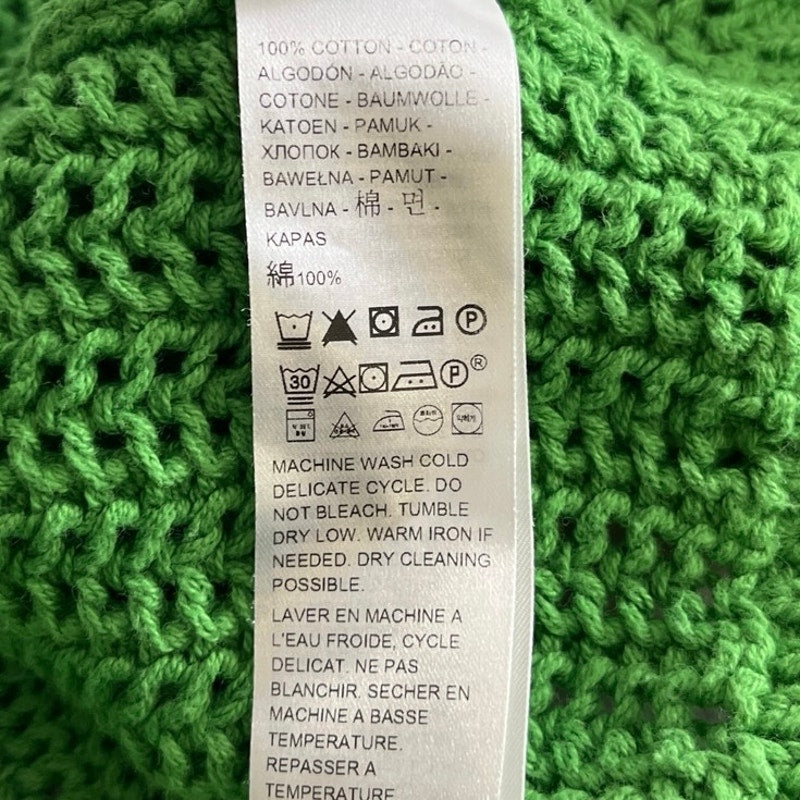 100% COTTON - COTON -
ALGODÓN - ALGODÃO -
COTONE - BAUMWOLLE -
KATOEN - PAMUK -
ХЛОПОК - BAMBAKI -
BAWEŁNA - PAMUT -
BAVLNA - 棉 - 면 -
KAPAS
綿100%
P
30 P ®
MACHINE WASH COLD
DELICATE CYCLE. DO
NOT BLEACH. TUMBLE
DRY LOW. WARM IRON IF
NEEDED. DRY CLEANING
POSSIBLE.
LAVER EN MACHINE A
L'EAU FROIDE, CYCLE
DELICAT. NE PAS
BLANCHIR. SECHER EN
MACHINE A BASSE
TEMPERATURE.
REPASSER A
TEMPERATURE